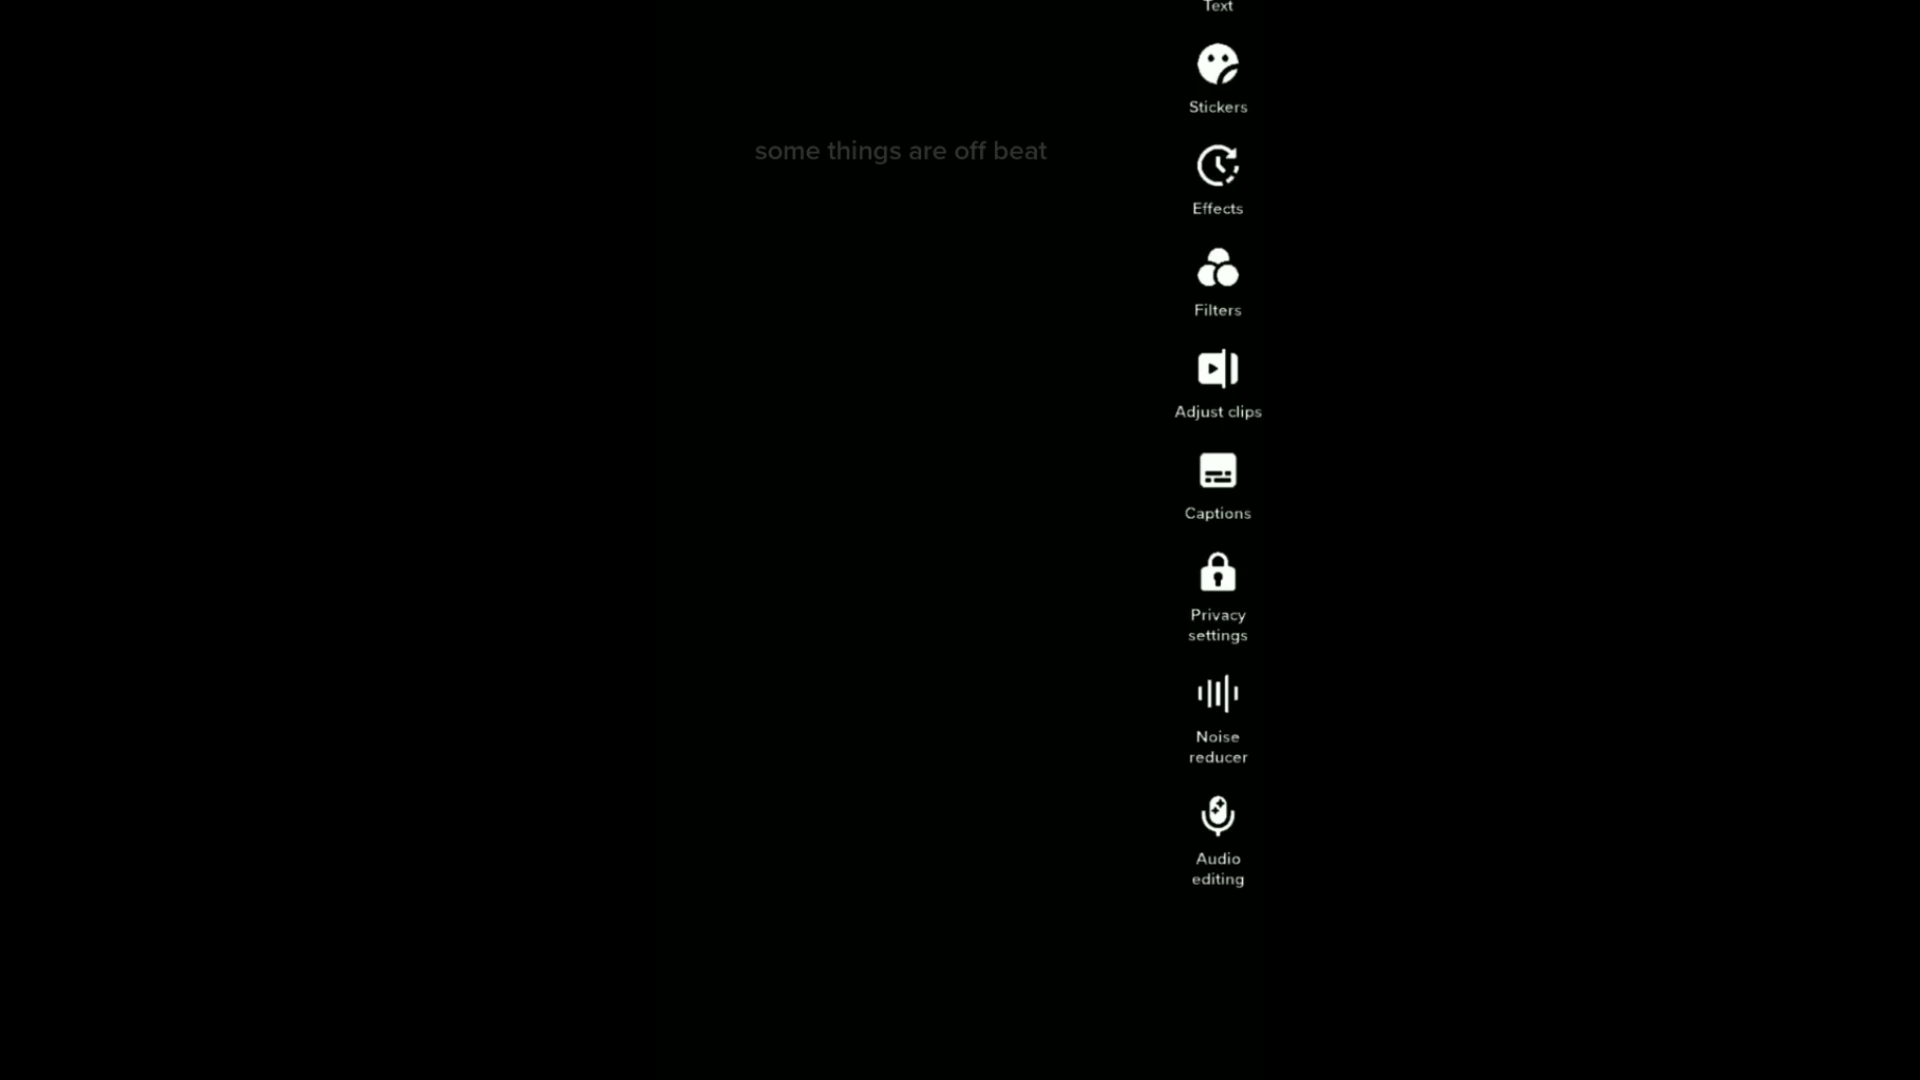 Text
Stickers
some things are off beat
Effects
Filters
Adjust clips
Captions
Privacy
settings
Noise
reducer
Audio
editing